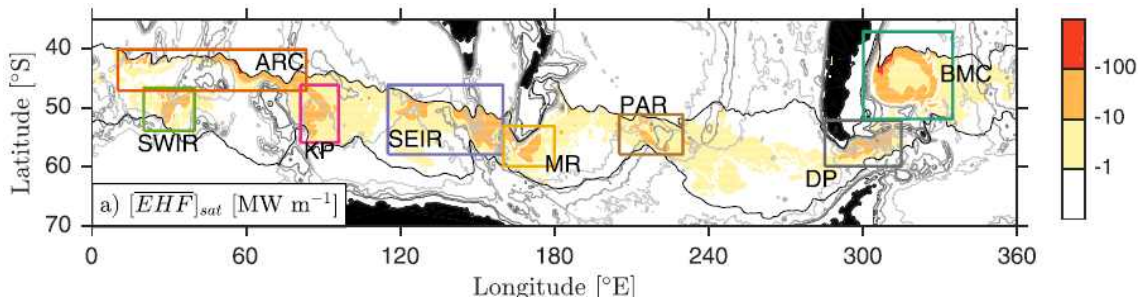 Latitude [°S]
40
50
60
70
ARC
BMC
SWIR
KP
SEIR
MR
PAR
DP
a) [EHF]sat [MW m−1]
0 60 120 180 240 300 360
Longitude [°E]
-100
-10
-1